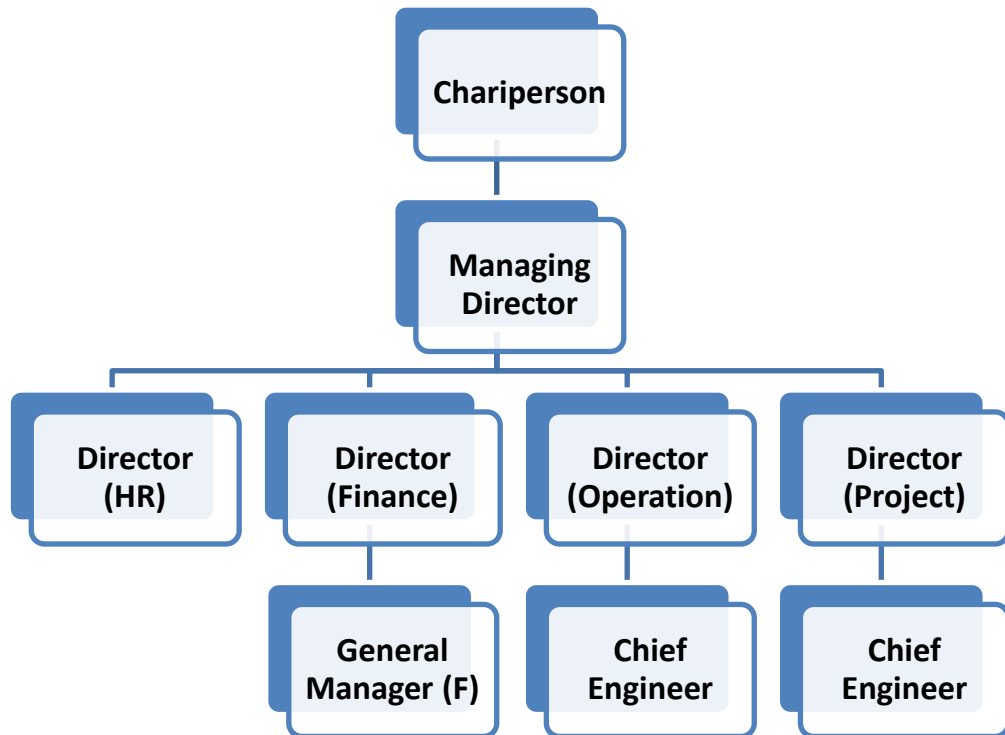 Chariperson
Managing
Director
Director
(HR)
Director
(Finance)
Director
(Operation)
Director
(Project)
General
Manager (F)
Chief
Engineer
Chief
Engineer